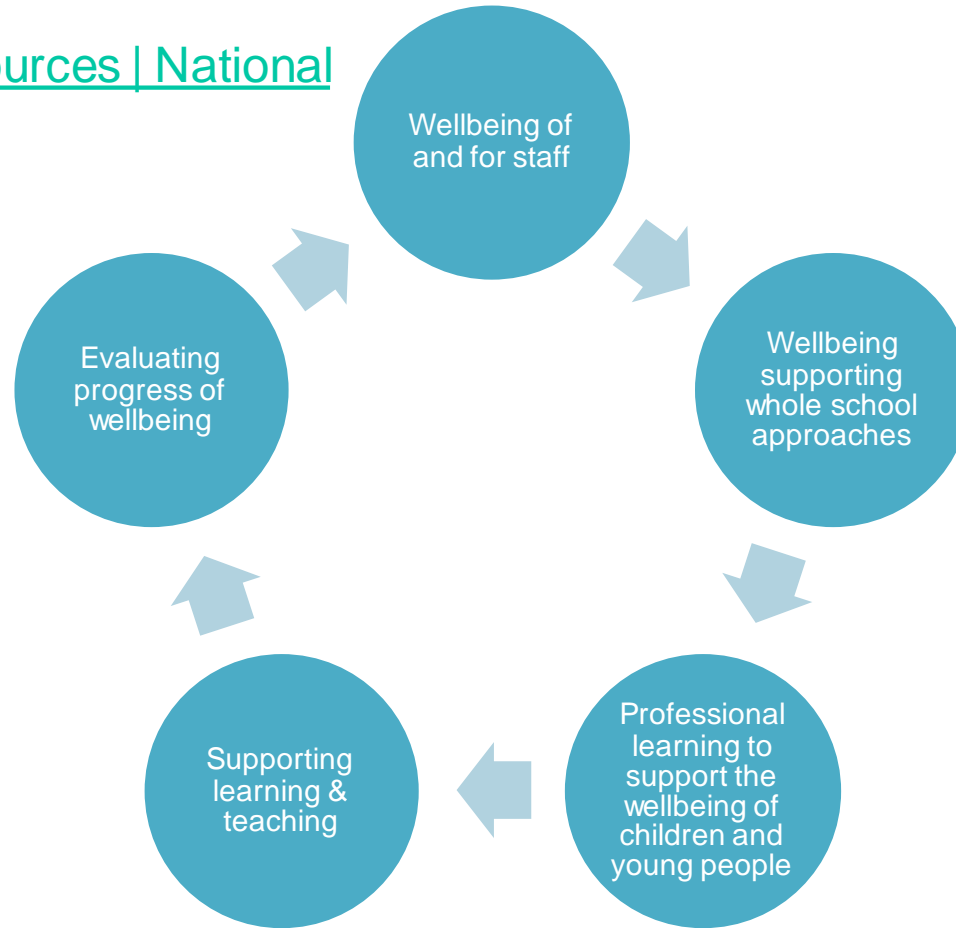 ources | National
Wellbeing of
and for staff
Wellbeing
supporting
whole school
approaches
Professional
learning to
support the
wellbeing of
children and
young people
Supporting
learning &
teaching
Evaluating
progress of
wellbeing